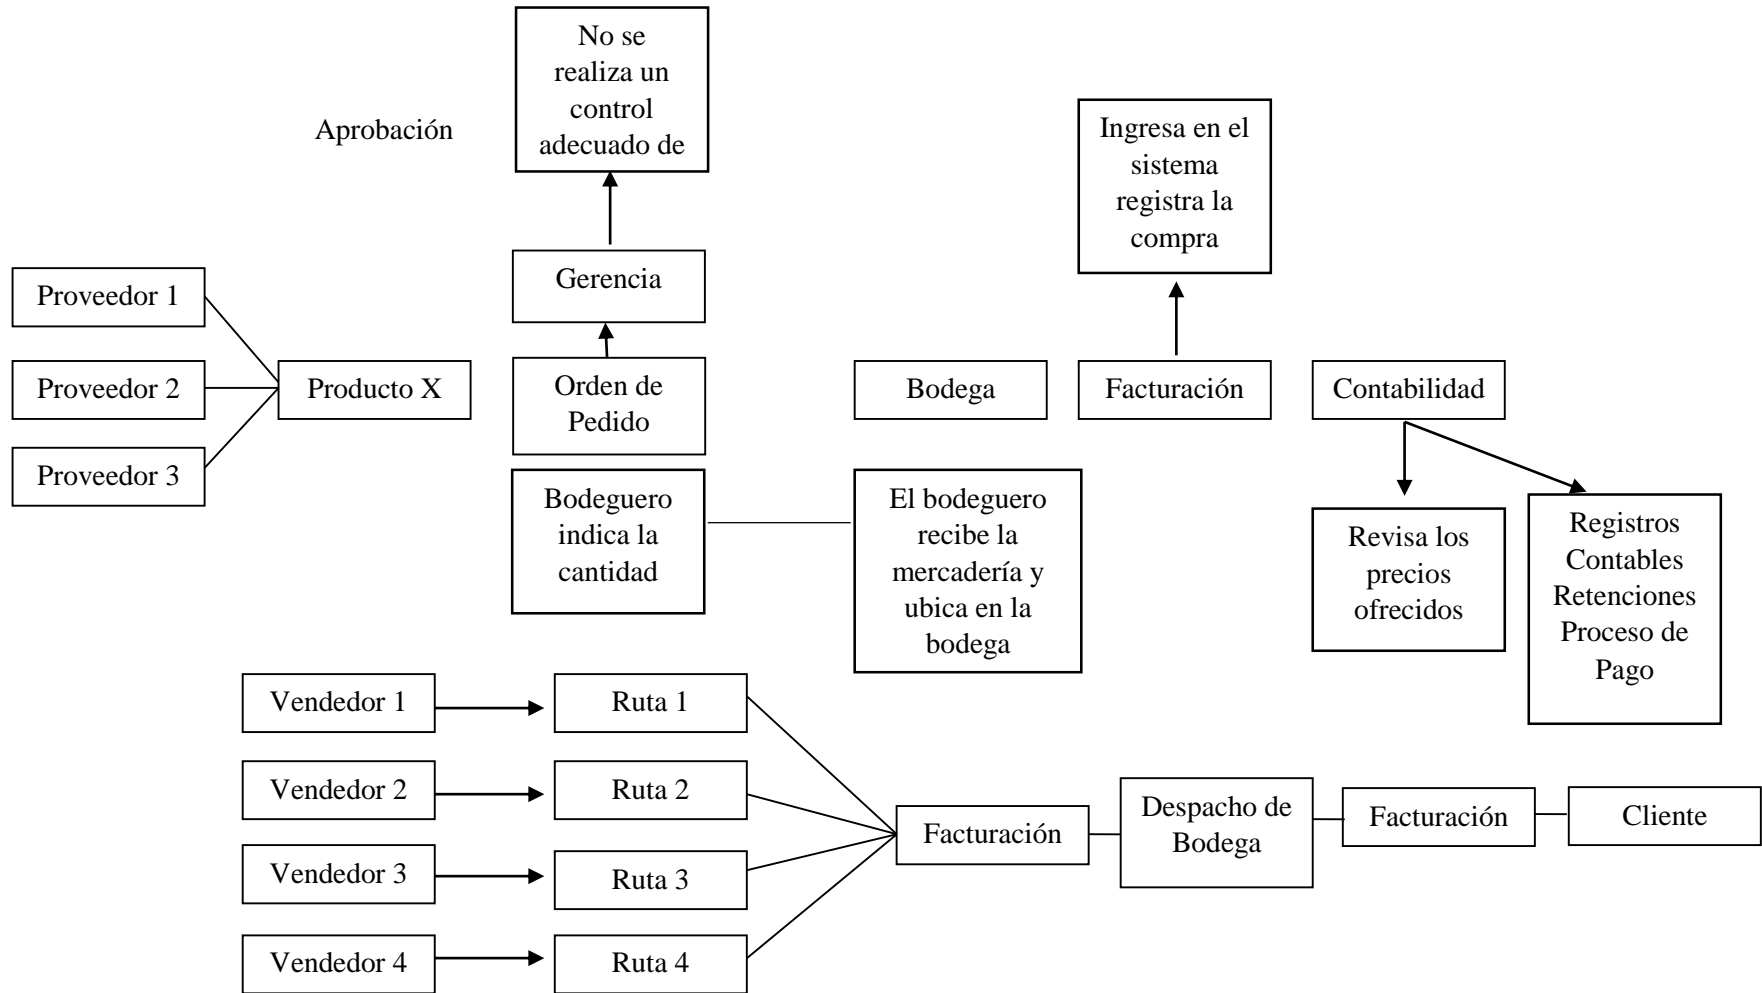 No se
realiza un
control
adecuado de
Aprobación
Ingresa en el
sistema
registra la
compra
Gerencia
Proveedor 1
Proveedor 2
Proveedor 3
Producto X
Orden de
Pedido
Bodega
Facturación
Contabilidad
Bodeguero
indica la
cantidad
El bodeguero
recibe la
mercadería y
ubica en la
bodega
Revisa los
precios
ofrecidos
Registros
Contables
Retenciones
Proceso de
Pago
Vendedor 1
Ruta 1
Vendedor 2
Ruta 2
Vendedor 3
Ruta 3
Vendedor 4
Ruta 4
Facturación
Despacho de
Bodega
Facturación
Cliente